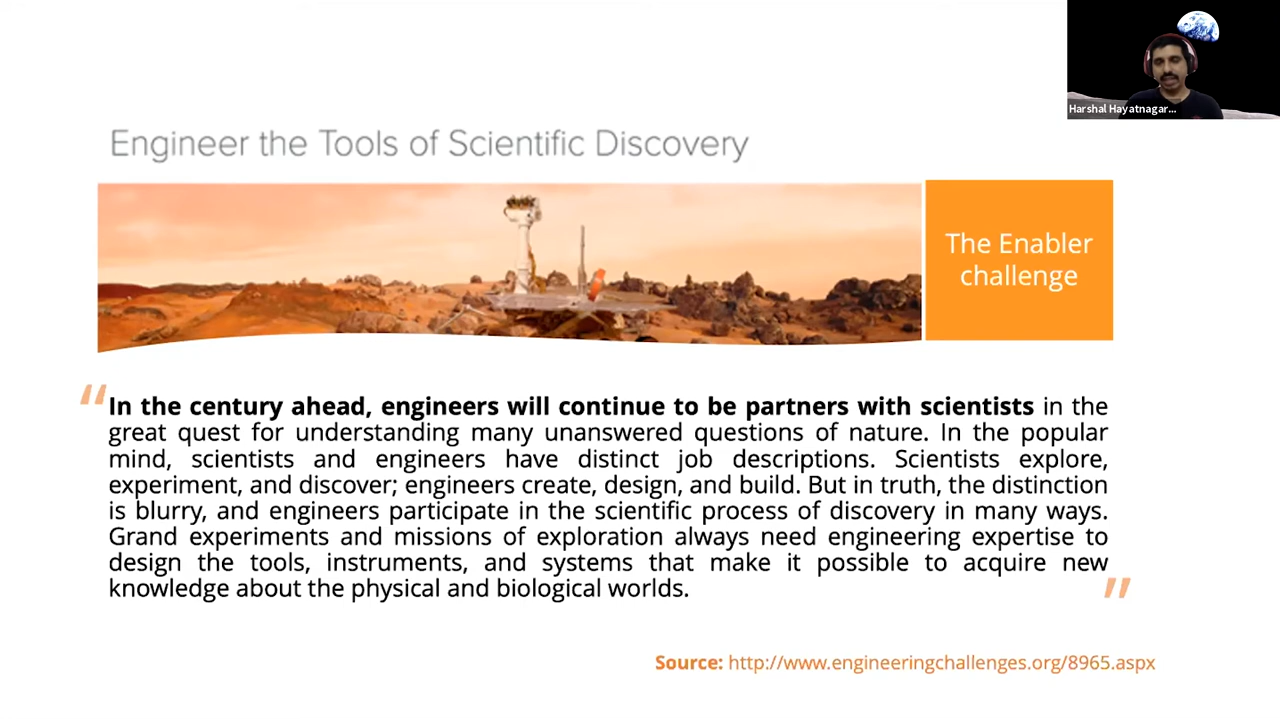 Harshal Hayatnagar...
Engineer the Tools of Scientific Discovery
The Enabler
challenge
“In the century ahead, engineers will continue to be partners with scientists in the
great quest for understanding many unanswered questions of nature. In the popular
mind, scientists and engineers have distinct job descriptions. Scientists explore,
experiment, and discover; engineers create, design, and build. But in truth, the distinction
is blurry, and engineers participate in the scientific process of discovery in many ways.
Grand experiments and missions of exploration always need engineering expertise to
design the tools, instruments, and systems that make it possible to acquire new
knowledge about the physical and biological worlds.”
Source: http://www.engineeringchallenges.org/8965.aspx